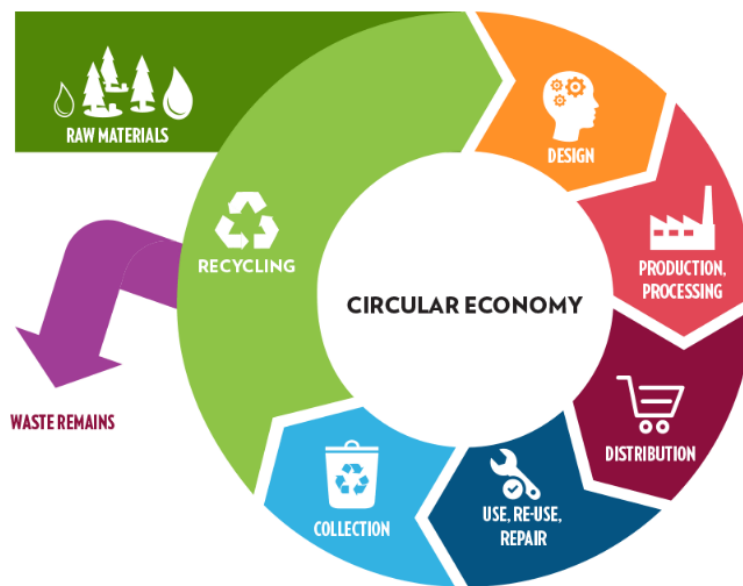 RAW MATERIALS
DESIGN
RECYCLING
PRODUCTION,
PROCESSING
CIRCULAR ECONOMY
WASTE REMAINS
DISTRIBUTION
COLLECTION
USE, RE-USE,
REPAIR